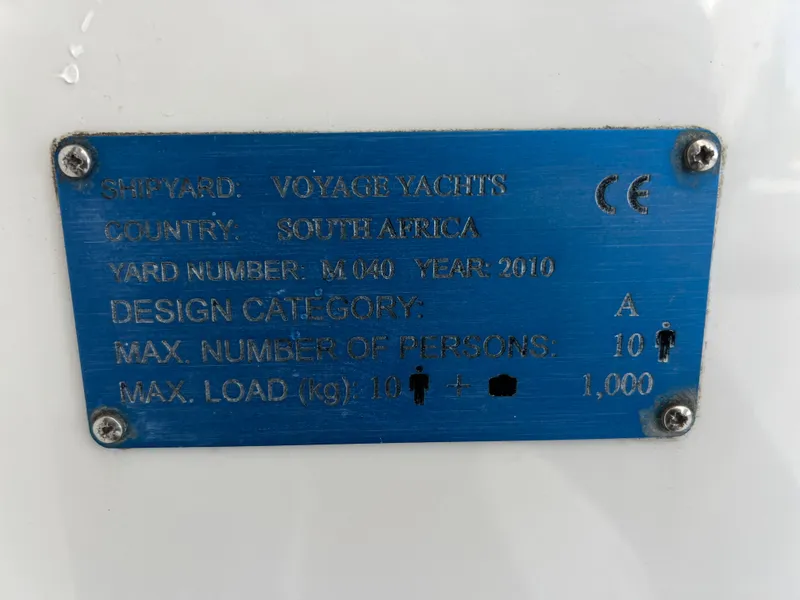 SHIPYARD: VOYAGE YACHTS CE
COUNTRY: SOUTH AFRICA
YARD NUMBER: M 040 YEAR: 2010
DESIGN CATEGORY: A
MAX. NUMBER OF PERSONS: 10
MAX. LOAD (kg): 10 + 1,000